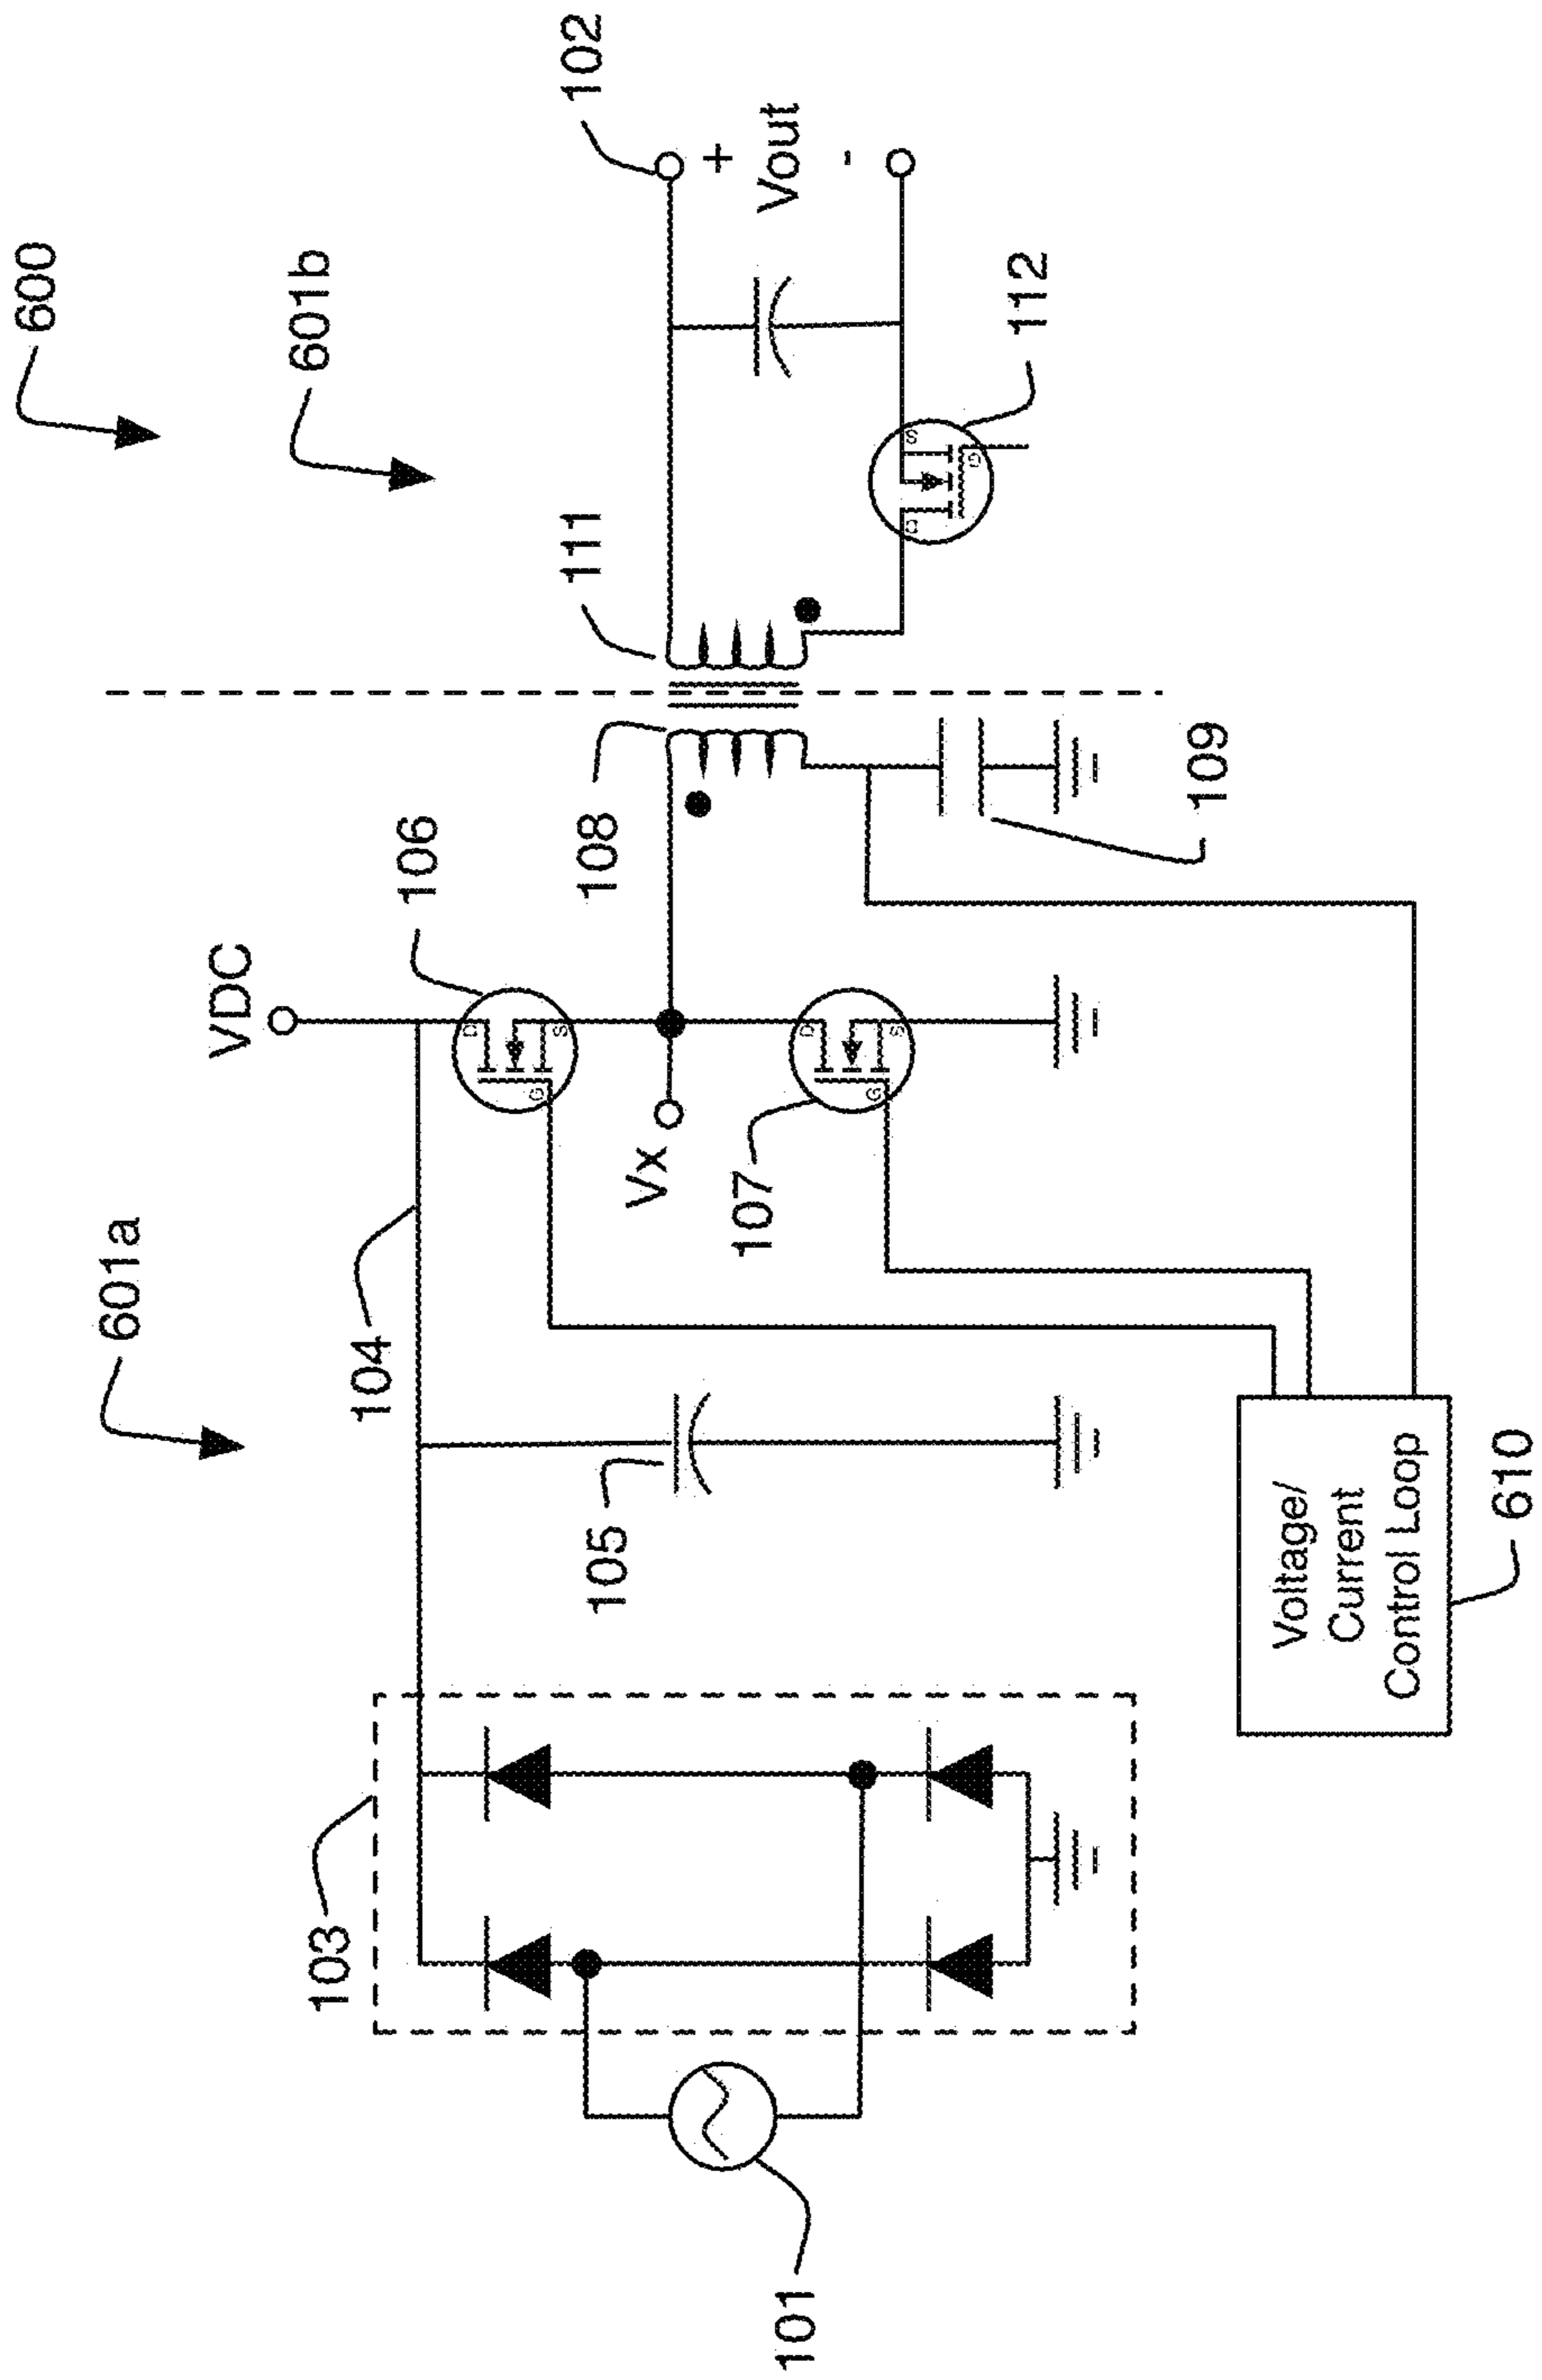 600
601a
VDC
601b
103
104
106
D
G
S
111
102
108
105
Vx
+
107
Vout
101
-
D
G
S
D
S
G
112
109
Voltage/
Current
Control Loop
610